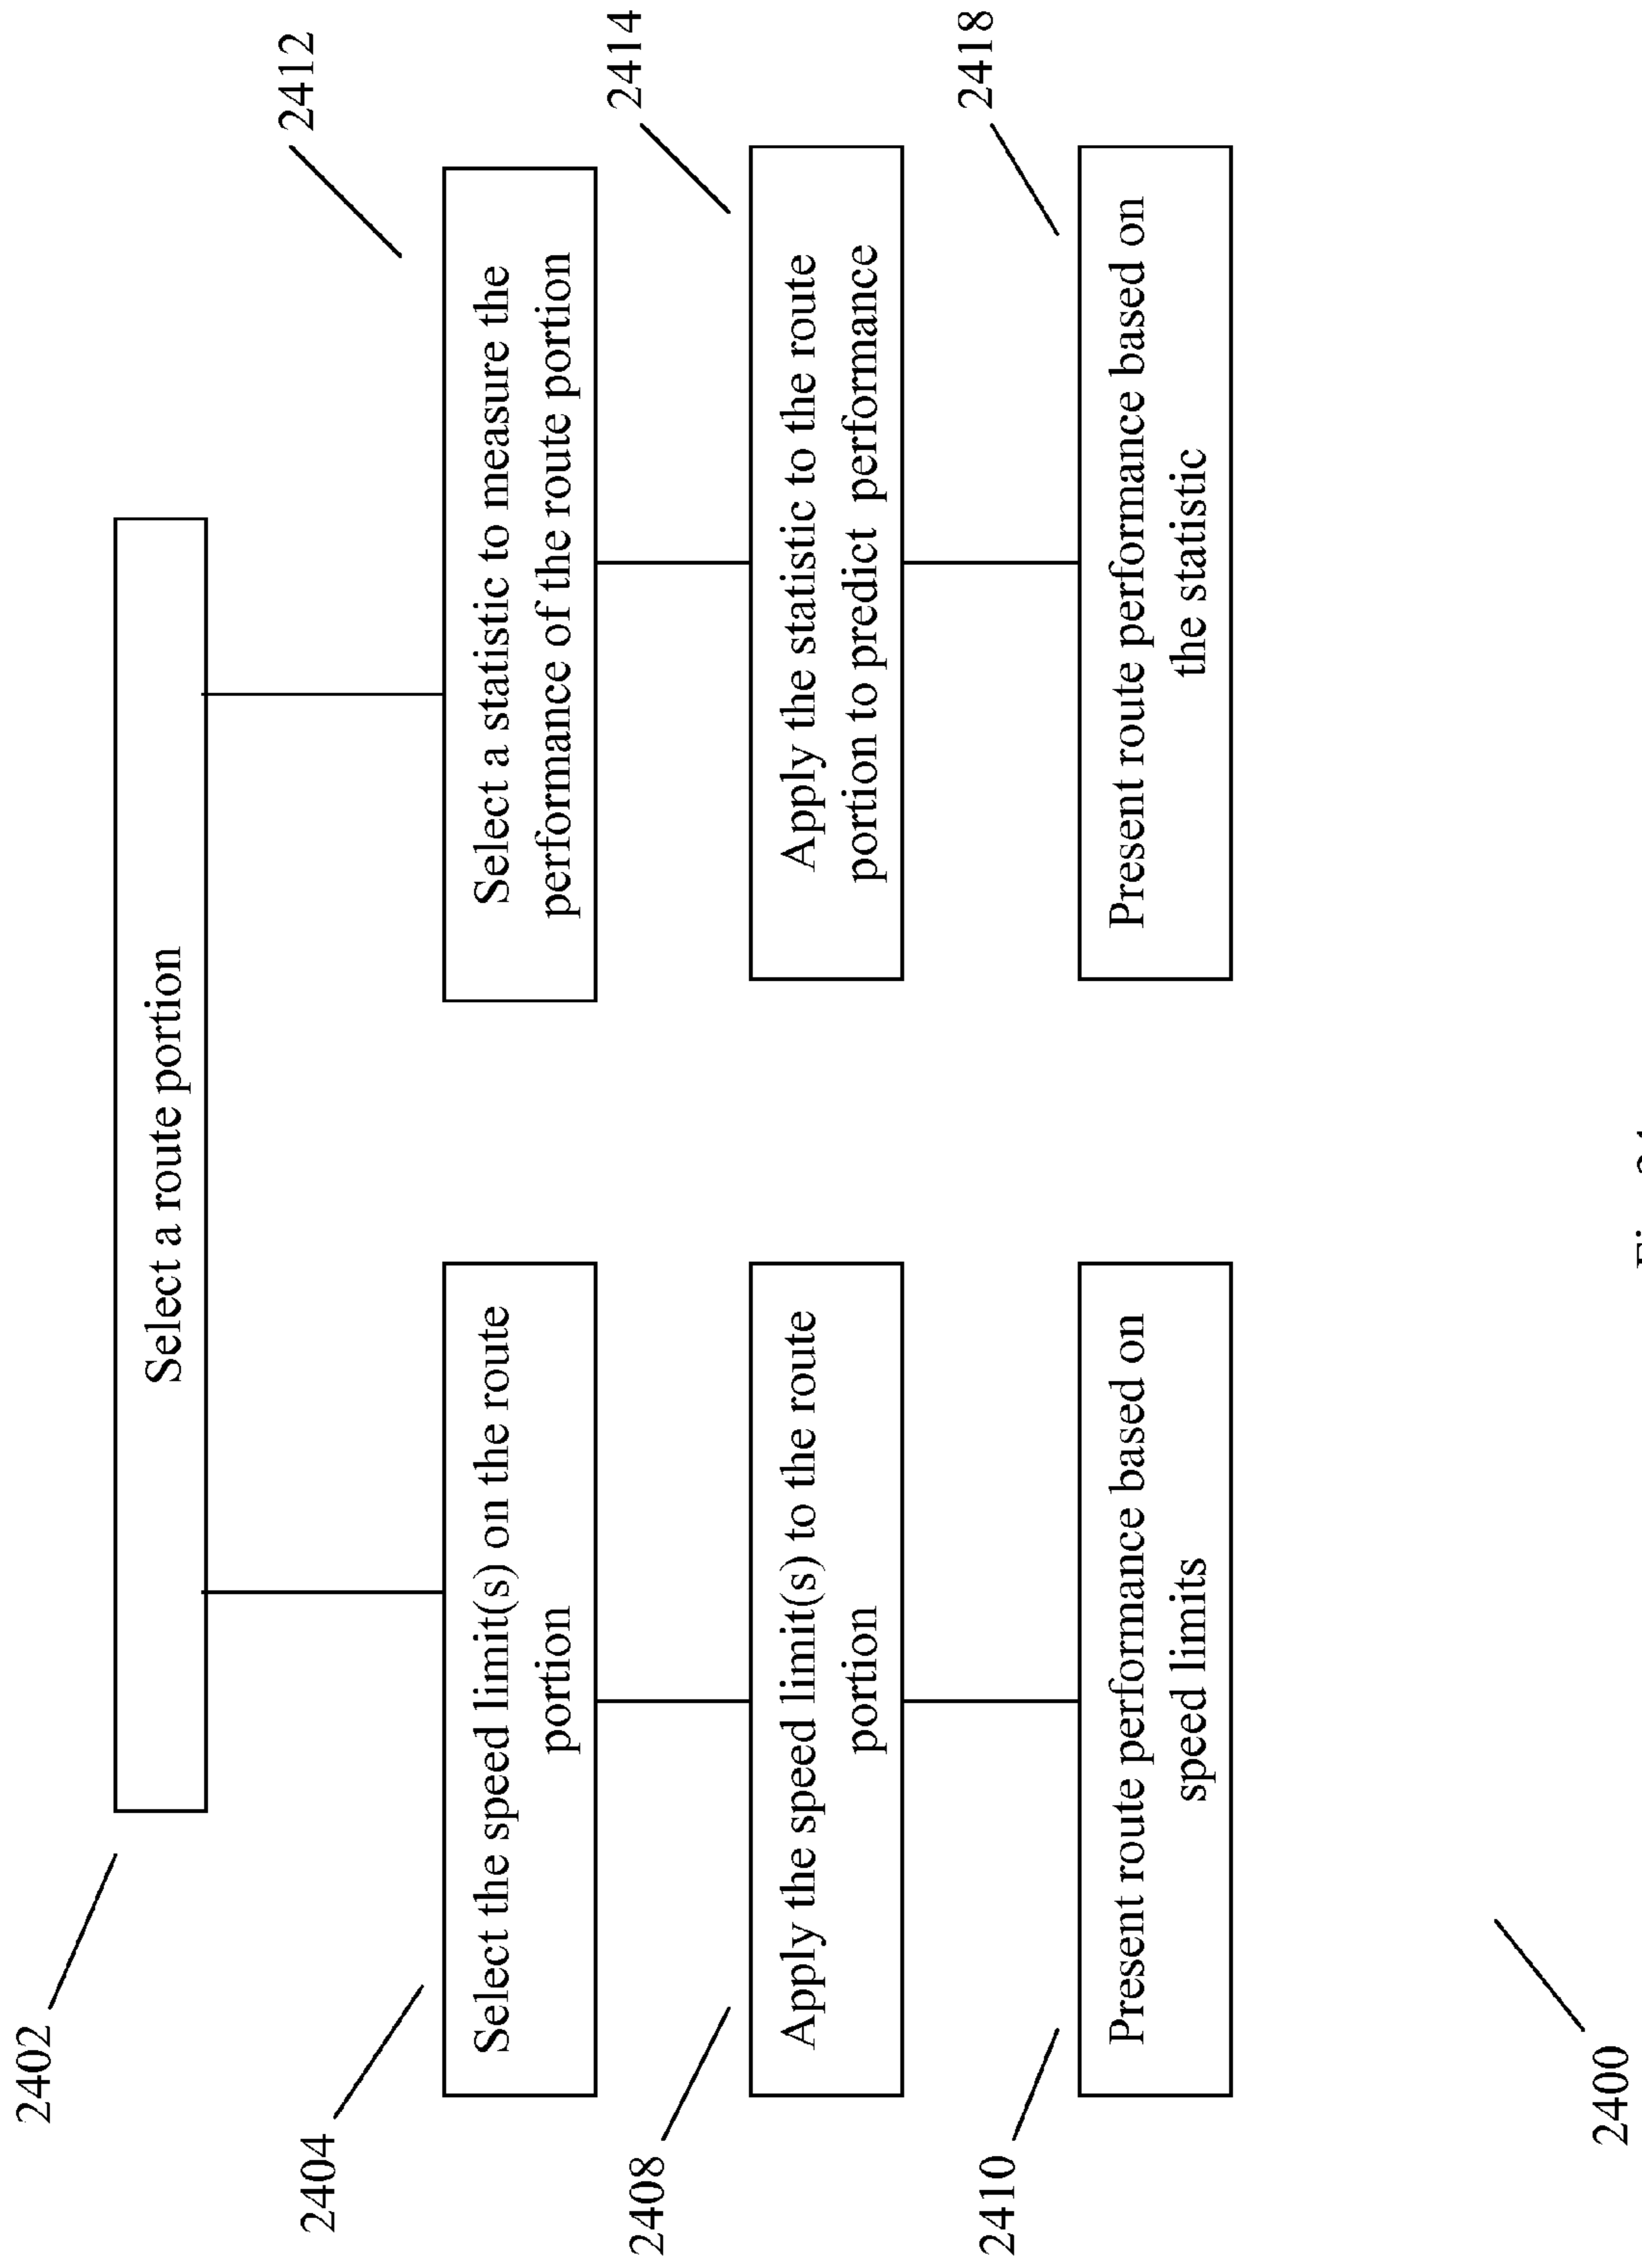 2402
Select a route portion
2404
Select the speed limit(s) on the route
portion
2412
Select a statistic to measure the
performance of the route portion
2408
Apply the speed limit(s) to the route
portion
2414
Apply the statistic to the route
portion to predict performance
2410
Present route performance based on
speed limits
2418
Present route performance based on
the statistic
2400